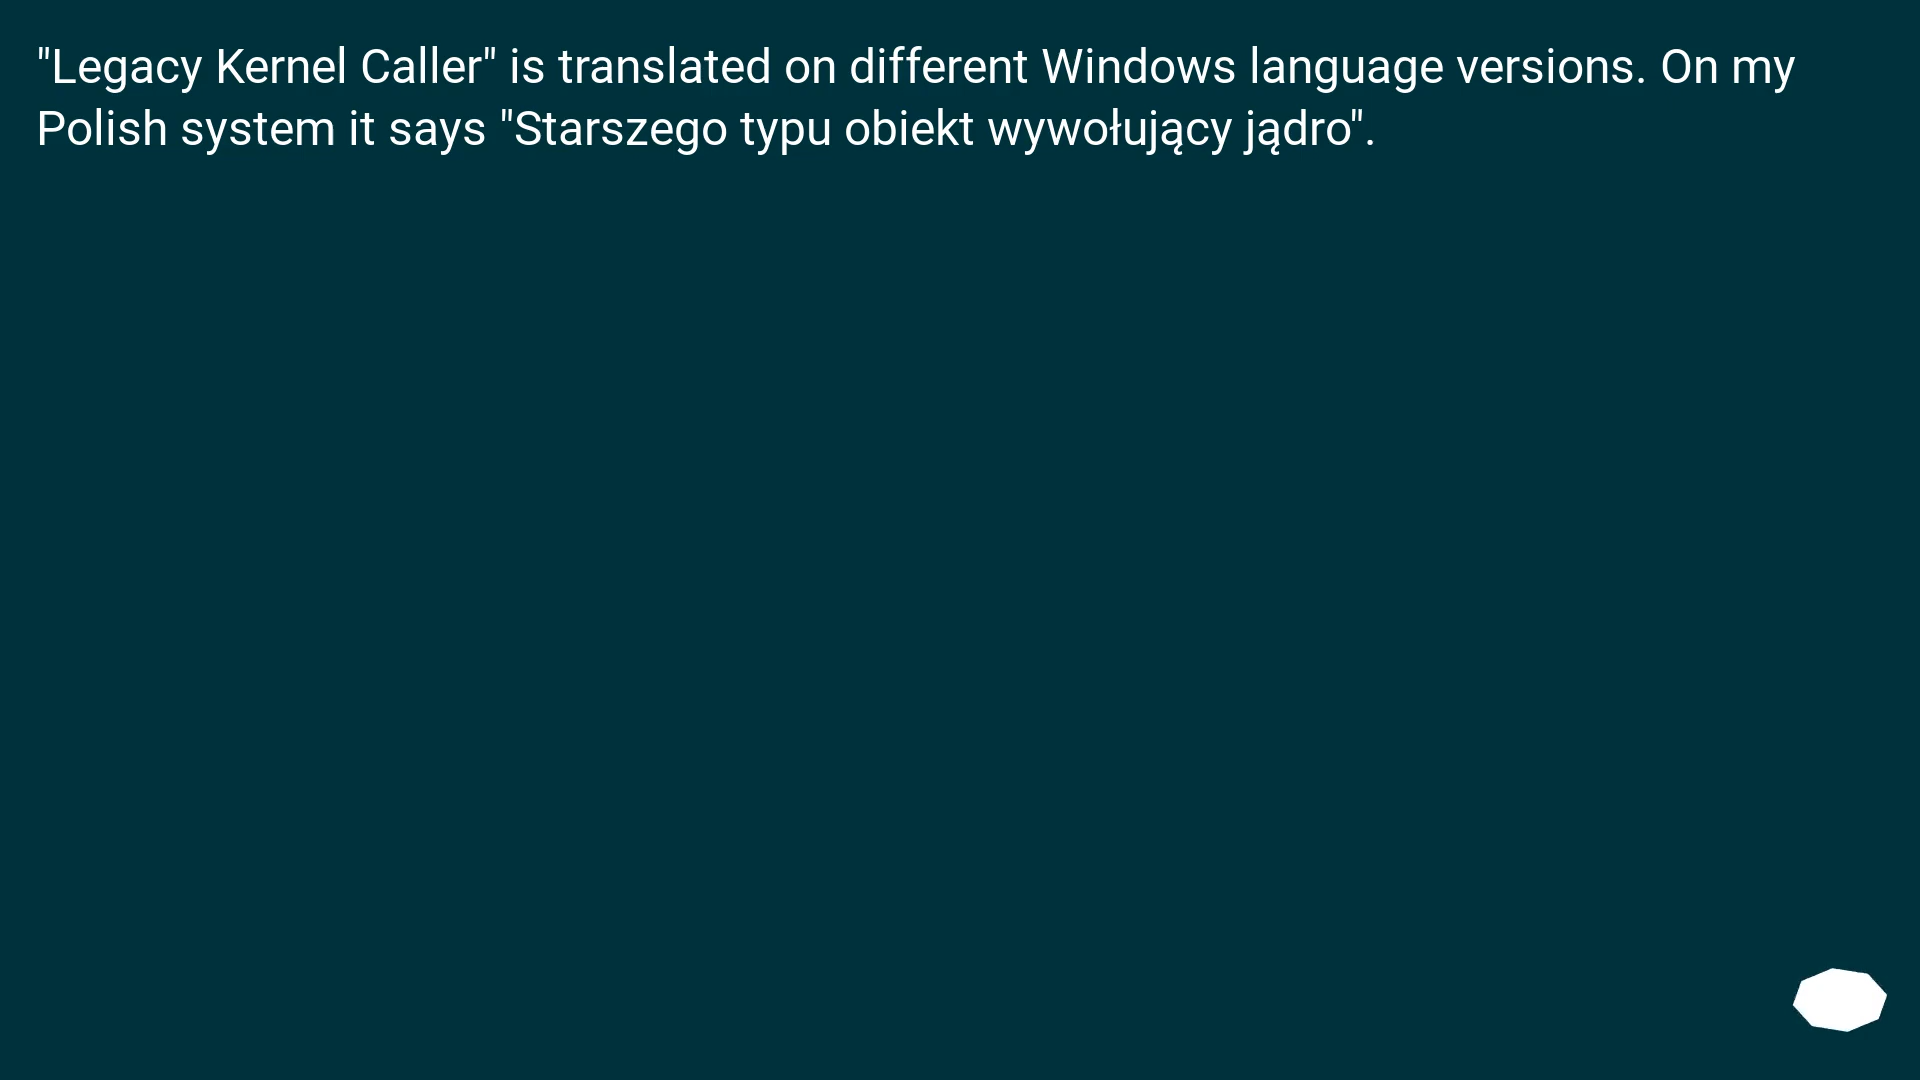 "Legacy Kernel Caller" is translated on different Windows language versions. On my
Polish system it says "Starszego typu obiekt wywołujący jądro".